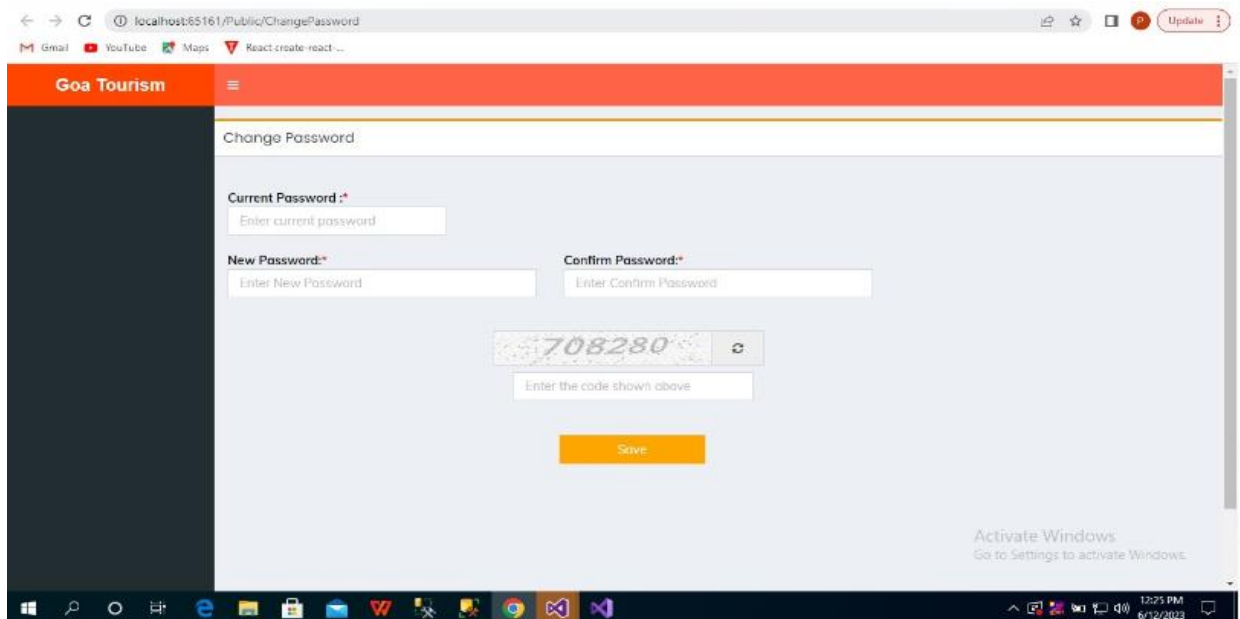 localhost:65161/Public/ChangePassword
Update
Gmail YouTube Maps React-create-react-...
Goa Tourism
Change Password
Current Password :*
Enter current password
New Password:* Confirm Password:*
Enter New Password Enter Confirm Password
708280
Enter the code shown above
Save
Activate Windows
Go to Settings to activate Windows.
12:25 PM
6/12/2023